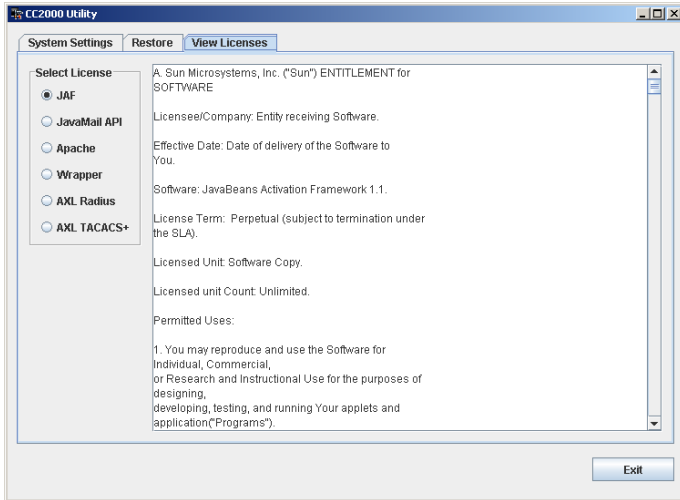 CC2000 Utility
System Settings
Restore
View Licenses
Select License
JAF
JavaMail API
Apache
Wrapper
AXL Radius
AXL TACACS+
A. Sun Microsystems, Inc. ("Sun") ENTITLEMENT for
SOFTWARE
Licensee/Company: Entity receiving Software.
Effective Date: Date of delivery of the Software to
You.
Software: JavaBeans Activation Framework 1.1.
License Term:  Perpetual (subject to termination under
the SLA).
Licensed Unit: Software Copy.
Licensed unit Count: Unlimited.
Permitted Uses:
1. You may reproduce and use the Software for
Individual, Commercial,
or Research and Instructional Use for the purposes of
designing,
developing, testing, and running Your applets and
application("Programs").
Exit